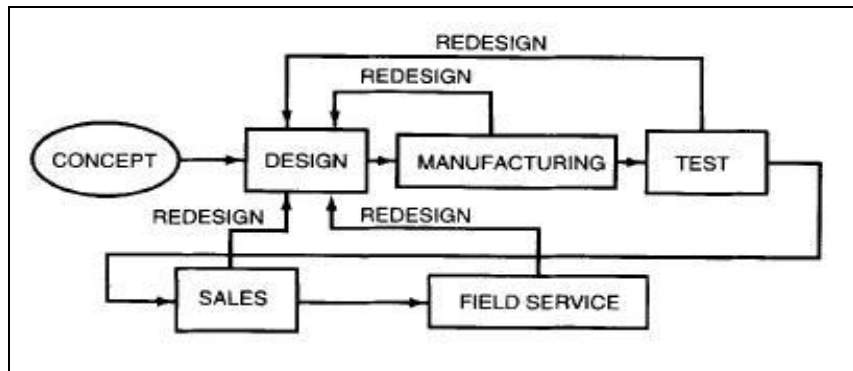 REDESIGN
REDESIGN
CONCEPT
DESIGN
MANUFACTURING
TEST
REDESIGN
REDESIGN
SALES
FIELD SERVICE